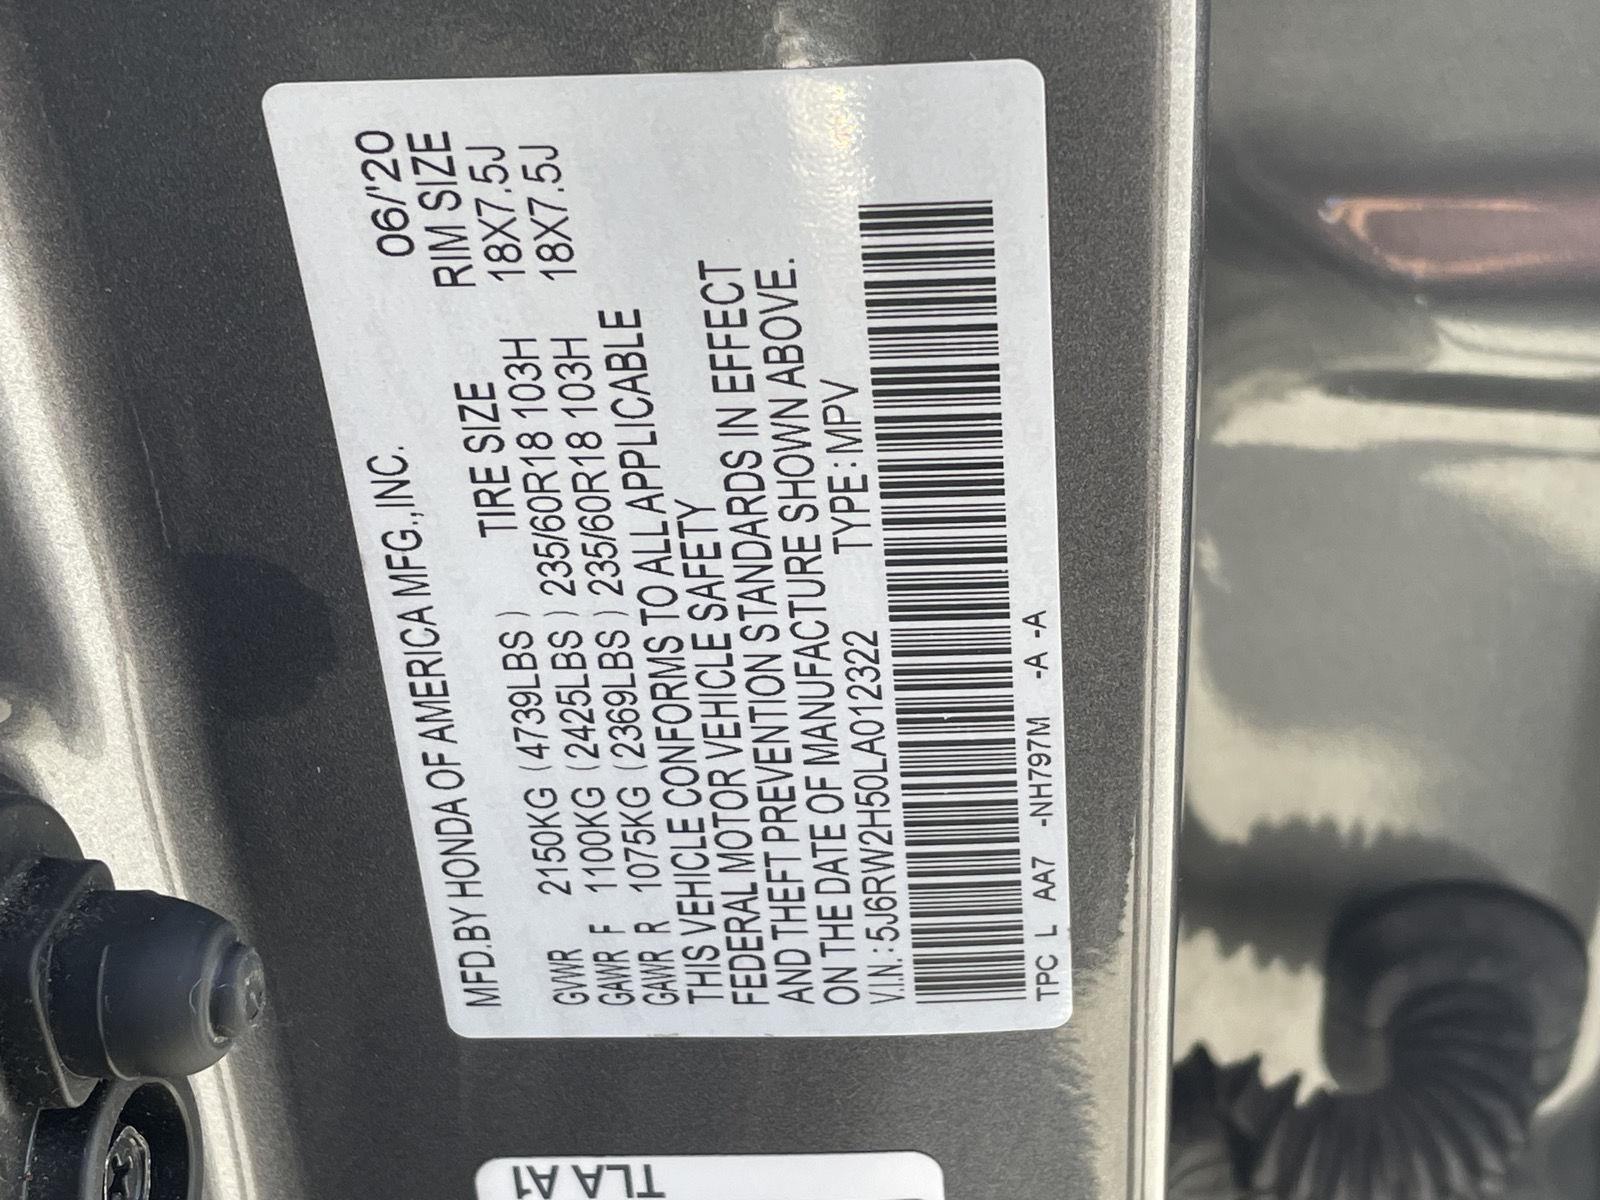 MFD.BY HONDA OF AMERICA MFG.,INC. 06/'20
TIRE SIZE RIM SIZE
GVWR 2150KG (4739LBS)
GAWR F 1100KG (2425LBS) 235/60R18 103H 18X7.5J
GAWR R 1075KG (2369LBS) 235/60R18 103H 18X7.5J
THIS VEHICLE CONFORMS TO ALL APPLICABLE
FEDERAL MOTOR VEHICLE SAFETY
AND THEFT PREVENTION STANDARDS IN EFFECT
ON THE DATE OF MANUFACTURE SHOWN ABOVE.
V.I.N.:5J6RW2H50LA012322 TYPE:MPV
TPC L AA7 -NH797M -A -A
TLA A1